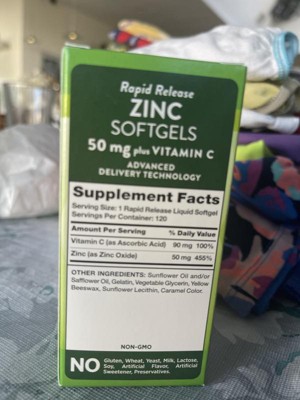 Rapid Release
ZINC
SOFTGELS
50 mg plus VITAMIN C
ADVANCED
DELIVERY TECHNOLOGY
Supplement Facts
Serving Size: 1 Rapid Release Liquid Softgel
Servings Per Container: 120
Amount Per Serving % Daily Value
Vitamin C (as Ascorbic Acid) 90 mg 100%
Zinc (as Zinc Oxide) 50 mg 455%
OTHER INGREDIENTS: Sunflower Oil and/or
Safflower Oil, Gelatin, Vegetable Glycerin, Yellow
Beeswax, Sunflower Lecithin, Caramel Color.
NON-GMO
NO Gluten, Wheat, Yeast, Milk, Lactose,
Soy, Artificial Flavor, Artificial
Sweetener, Preservatives.